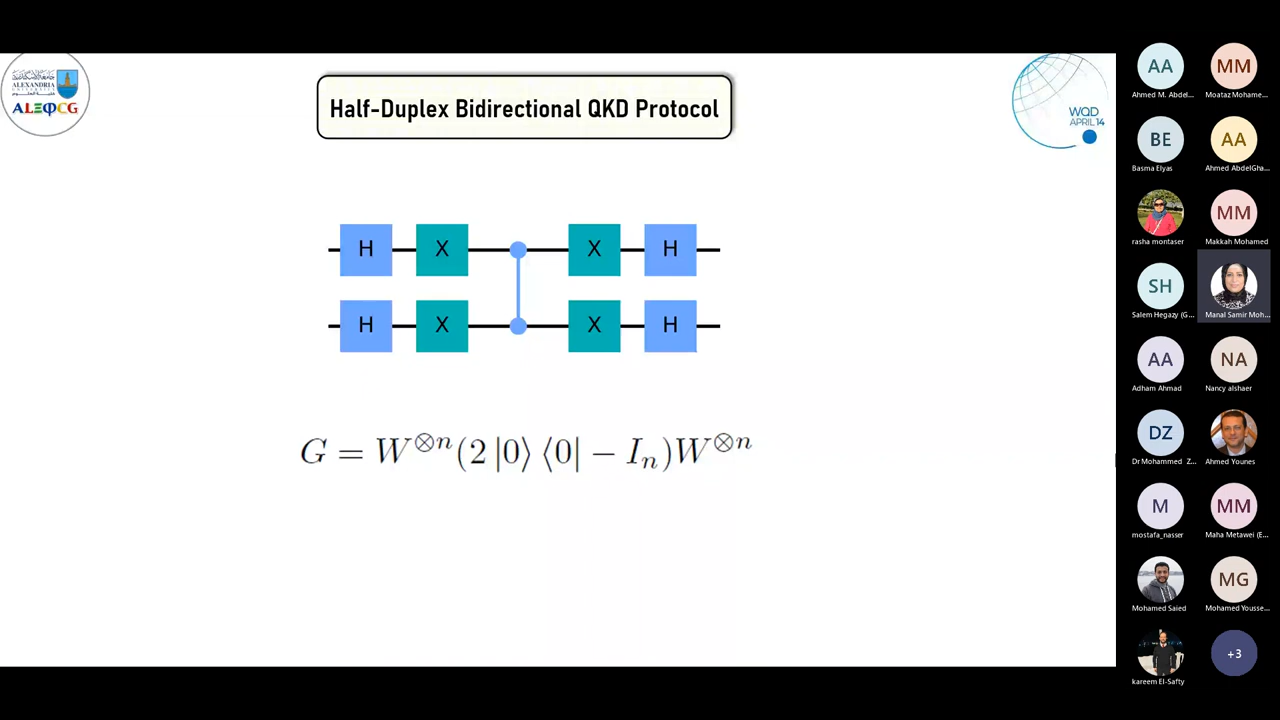 ALEXANDRIA
UNIVERSITY
Half-Duplex Bidirectional QKD Protocol
WQD
APRIL 14
H X X H
H X X H
G = W^{⊗n}(2 |0⟩ ⟨0| − I_n)W^{⊗n}
AA MM
Ahmed M. Abdel... Moataz Mohame...
BE AA
Basma Elyas Ahmed AbdelGha...
MM
rasha montaser Makkah Mohamed
SH
Salem Hegazy (G... Manal Samir Moh...
AA NA
Adham Ahmad Nancy alshaer
DZ
Dr Mohammed Z... Ahmed Younes
M MM
mostafa_nasser Maha Metawei (E...
MG
Mohamed Saied Mohamed Yousse...
+3
kareem El-Safty